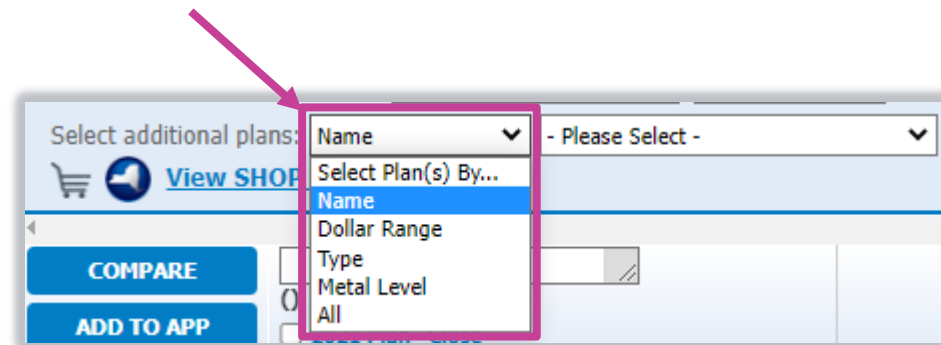 Select additional plans: Name - Please Select -
View SHOP
Select Plan(s) By...
Name
Dollar Range
Type
Metal Level
All
COMPARE
()
ADD TO APP